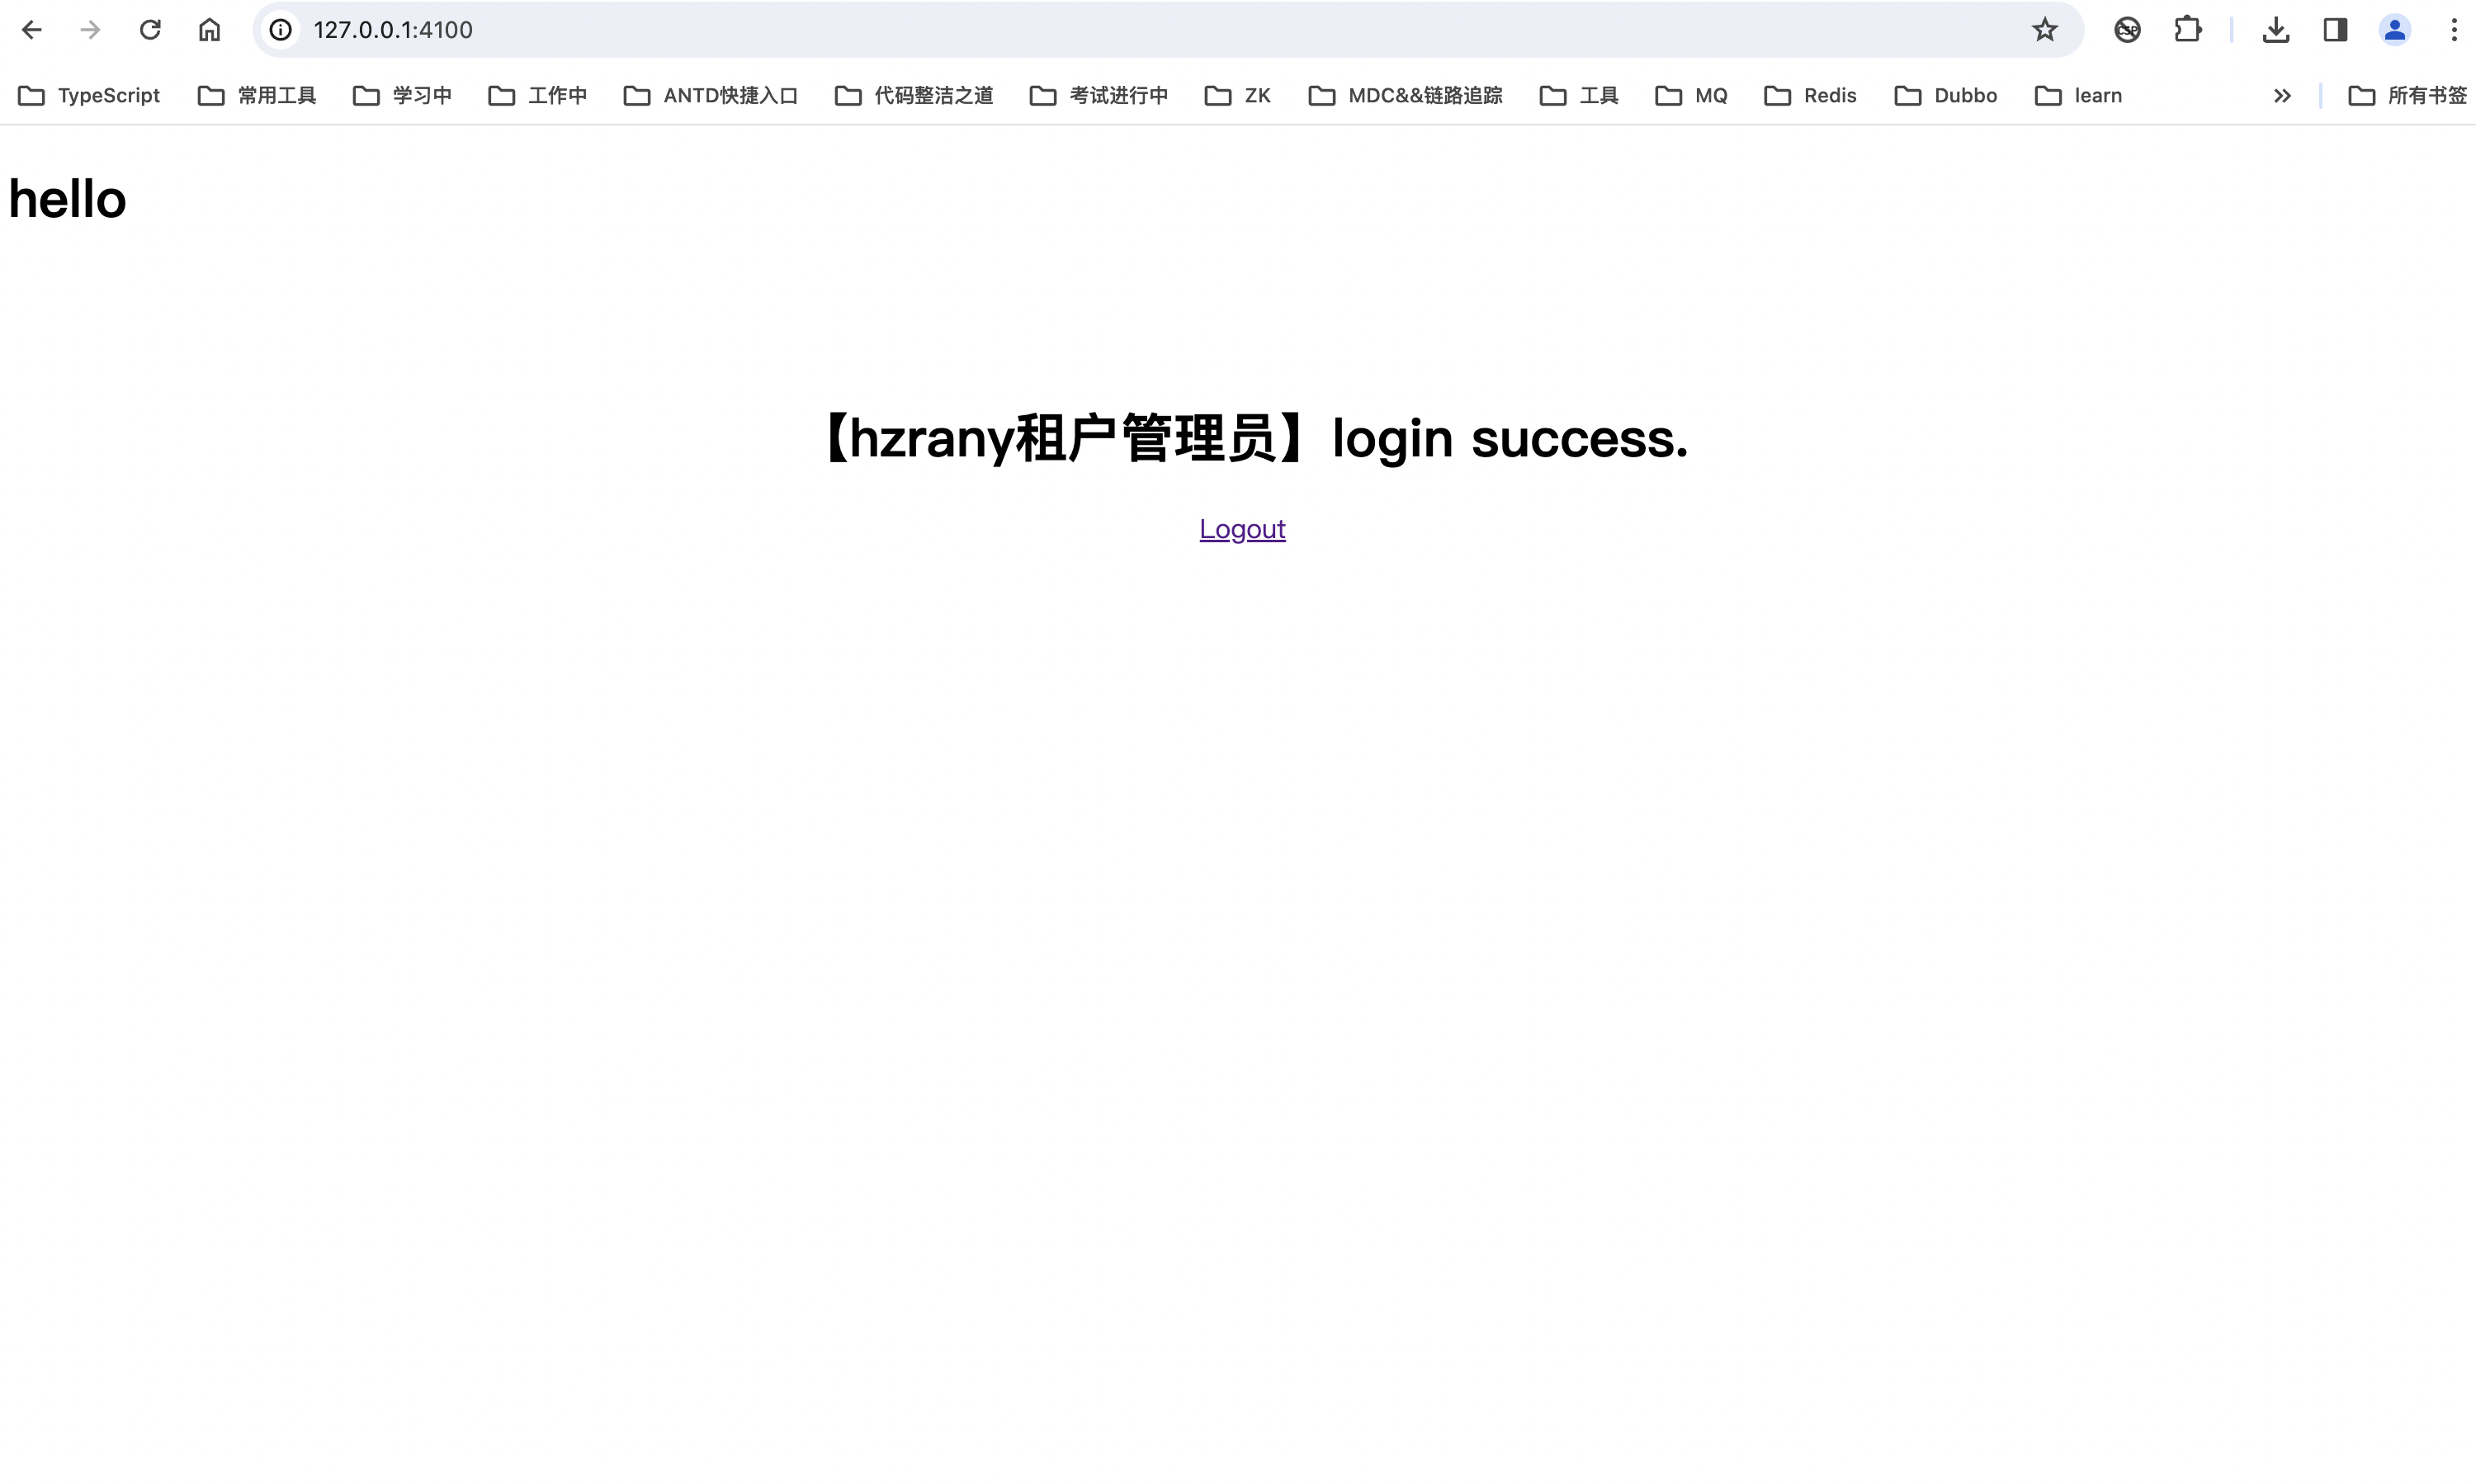 127.0.0.1:4100
TypeScript 常用工具 学习中 工作中 ANTD快捷入口 代码整洁之道 考试进行中 ZK MDC&&链路追踪 工具 MQ Redis Dubbo learn 所有书签
hello
【hzrany租户管理员】login success.
Logout